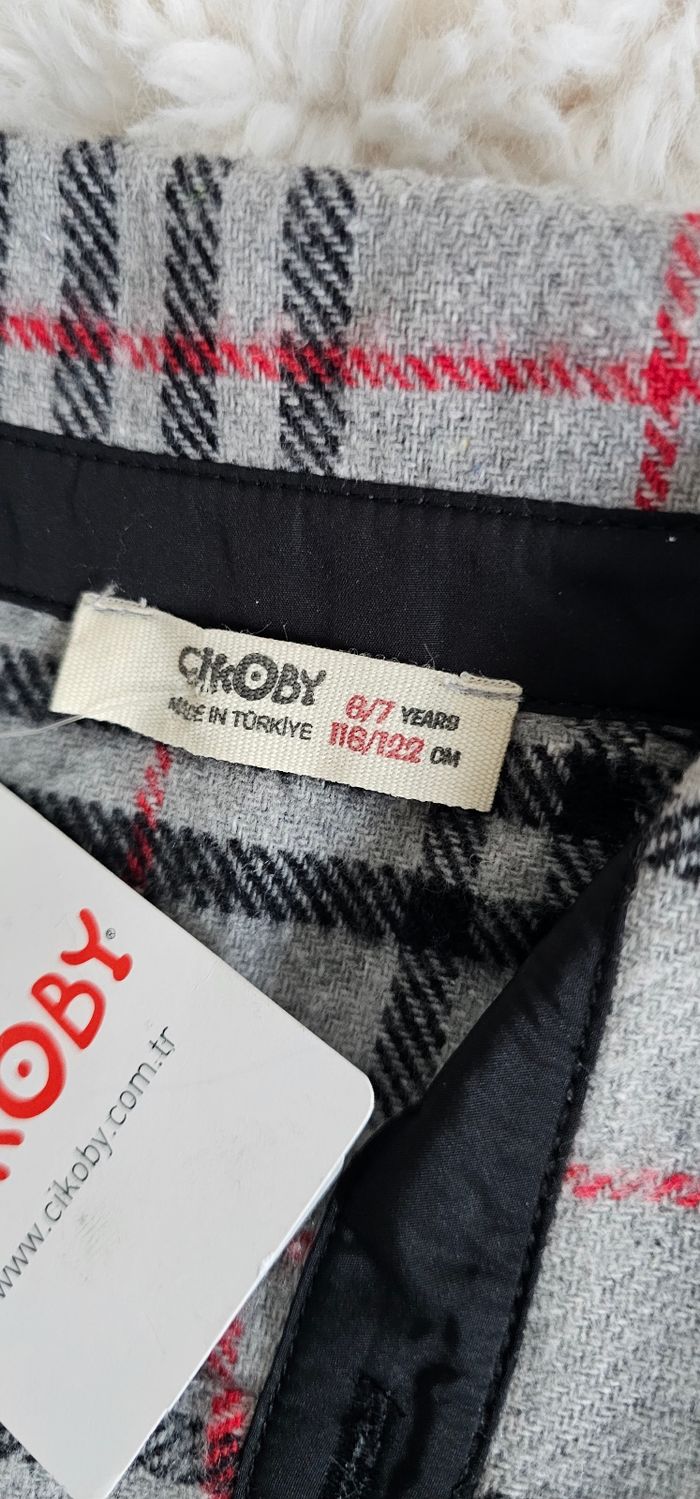 CIKOBY
MADE IN TÜRKİYE
6/7 YEARS
116/122 CM
OBY®
www.cikoby.com.tr